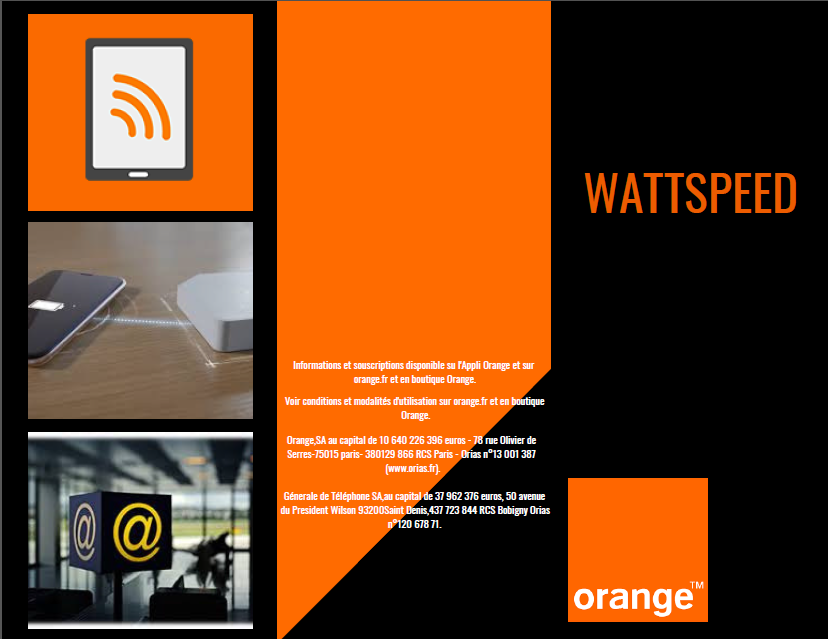 Informations et souscriptions disponible su l'Appli Orange et sur
orange.fr et en boutique Orange.
Voir conditions et modalités d'utilisation sur orange.fr et en boutique
Orange.
Orange,SA au capital de 10 640 226 396 euros - 78 rue Olivier de
Serres-75015 paris- 380129 866 RCS Paris - Orias n°13 001 387
(www.orias.fr).
Génerale de Téléphone SA,au capital de 37 962 376 euros, 50 avenue
du President Wilson 93200Saint Denis,437 723 844 RCS Bobigny Orias
n°120 678 71.
WATTSPEED
orange™
@ @